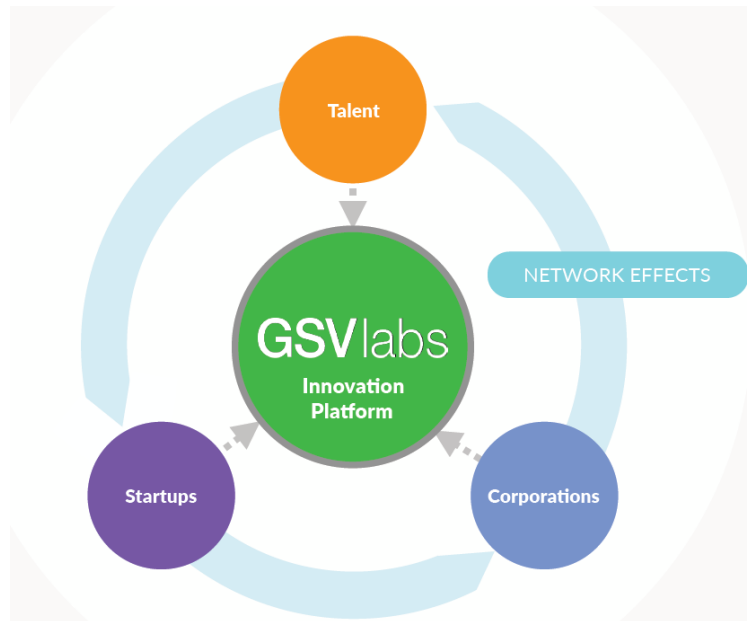 Talent
NETWORK EFFECTS
GSVlabs
Innovation
Platform
Startups
Corporations